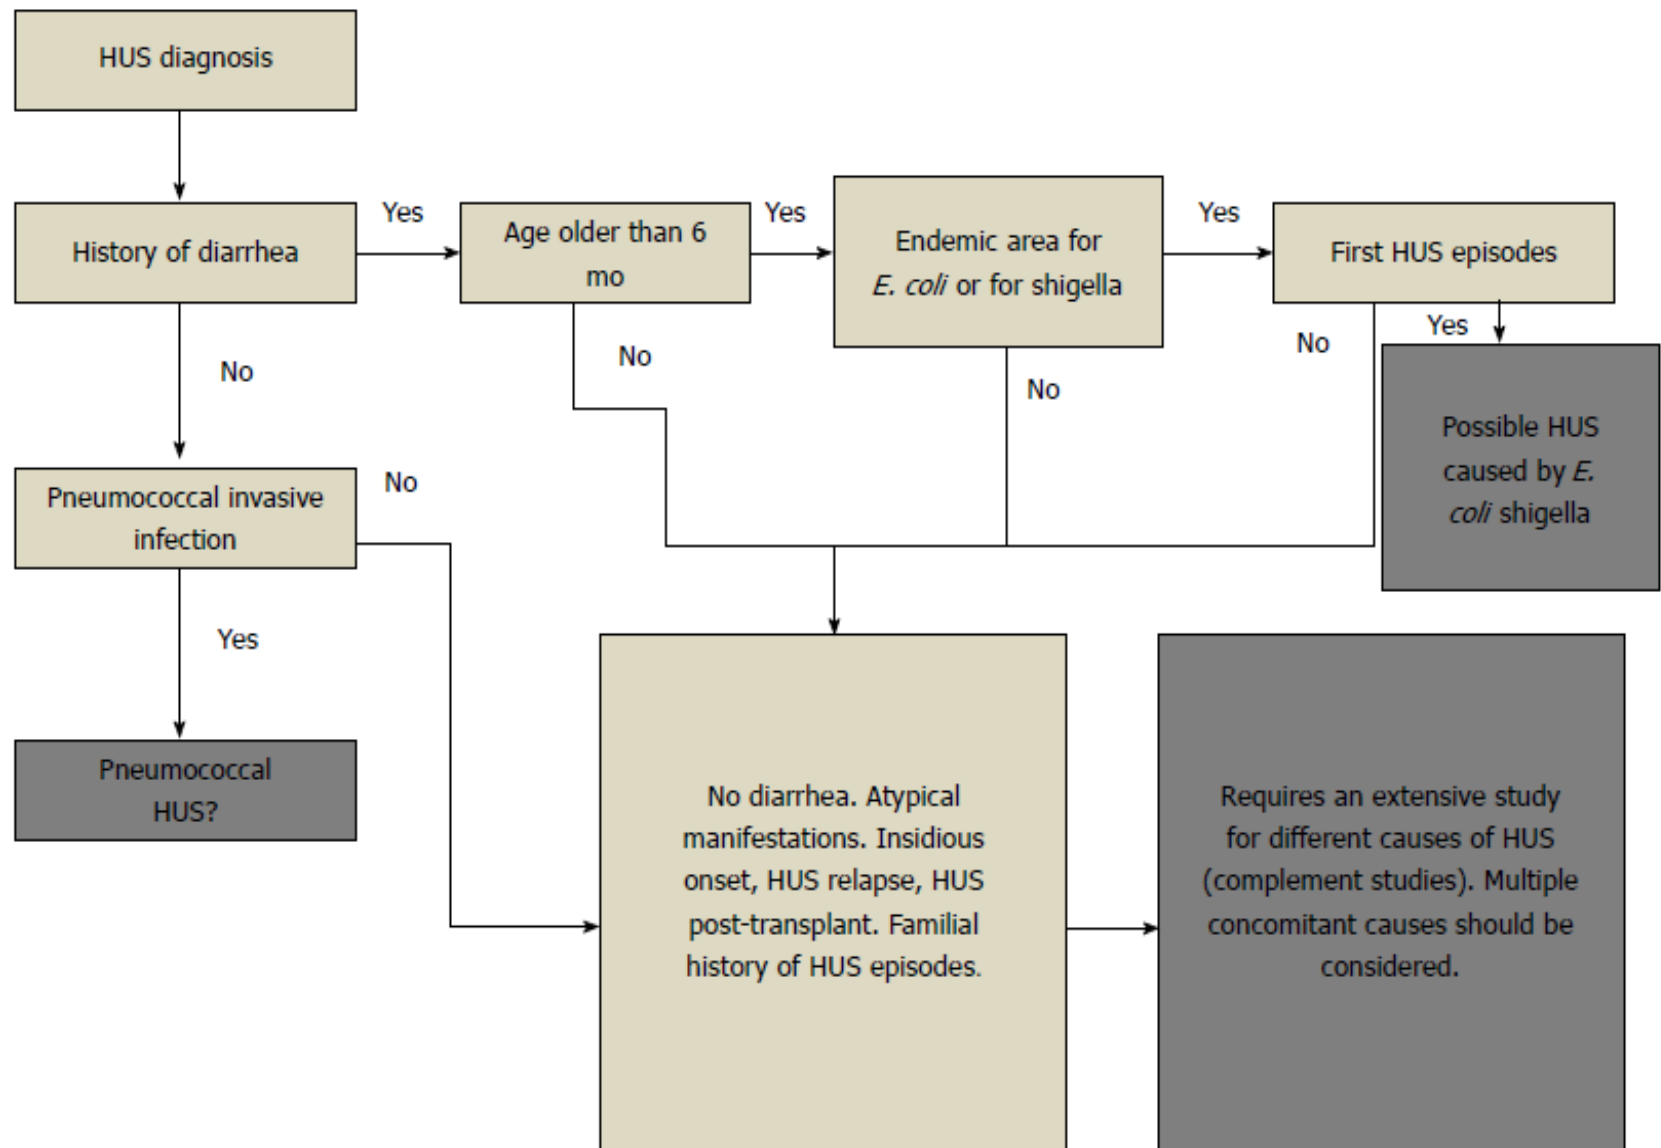 HUS diagnosis
History of diarrhea
Yes
Age older than 6
mo
Yes
Endemic area for
E. coli or for shigella
Yes
First HUS episodes
No
No
No
No
Yes
Possible HUS
caused by E.
coli shigella
Pneumococcal invasive
infection
No
Yes
Pneumococcal
HUS?
No diarrhea. Atypical
manifestations. Insidious
onset, HUS relapse, HUS
post-transplant. Familial
history of HUS episodes.
Requires an extensive study
for different causes of HUS
(complement studies). Multiple
concomitant causes should be
considered.